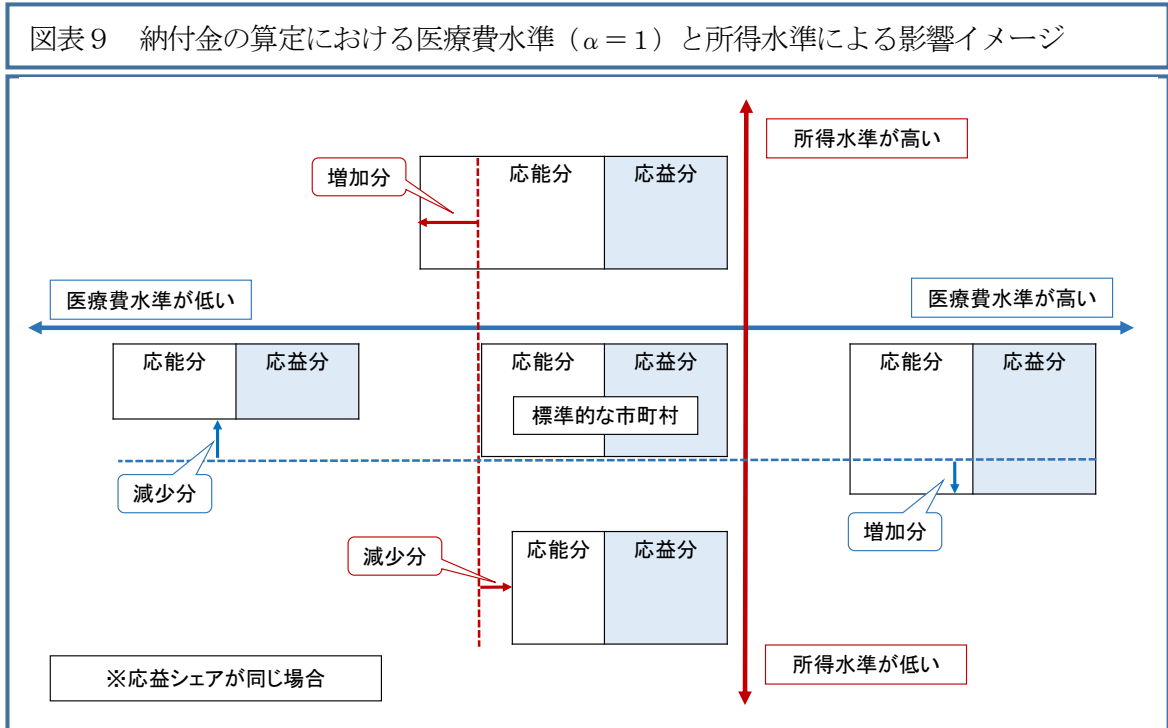 図表９　納付金の算定における医療費水準（α＝１）と所得水準による影響イメージ
所得水準が高い
増加分
応能分
応益分
医療費水準が低い
医療費水準が高い
応能分
応益分
応能分
応益分
標準的な市町村
応能分
応益分
減少分
増加分
減少分
応能分
応益分
※応益シェアが同じ場合
所得水準が低い